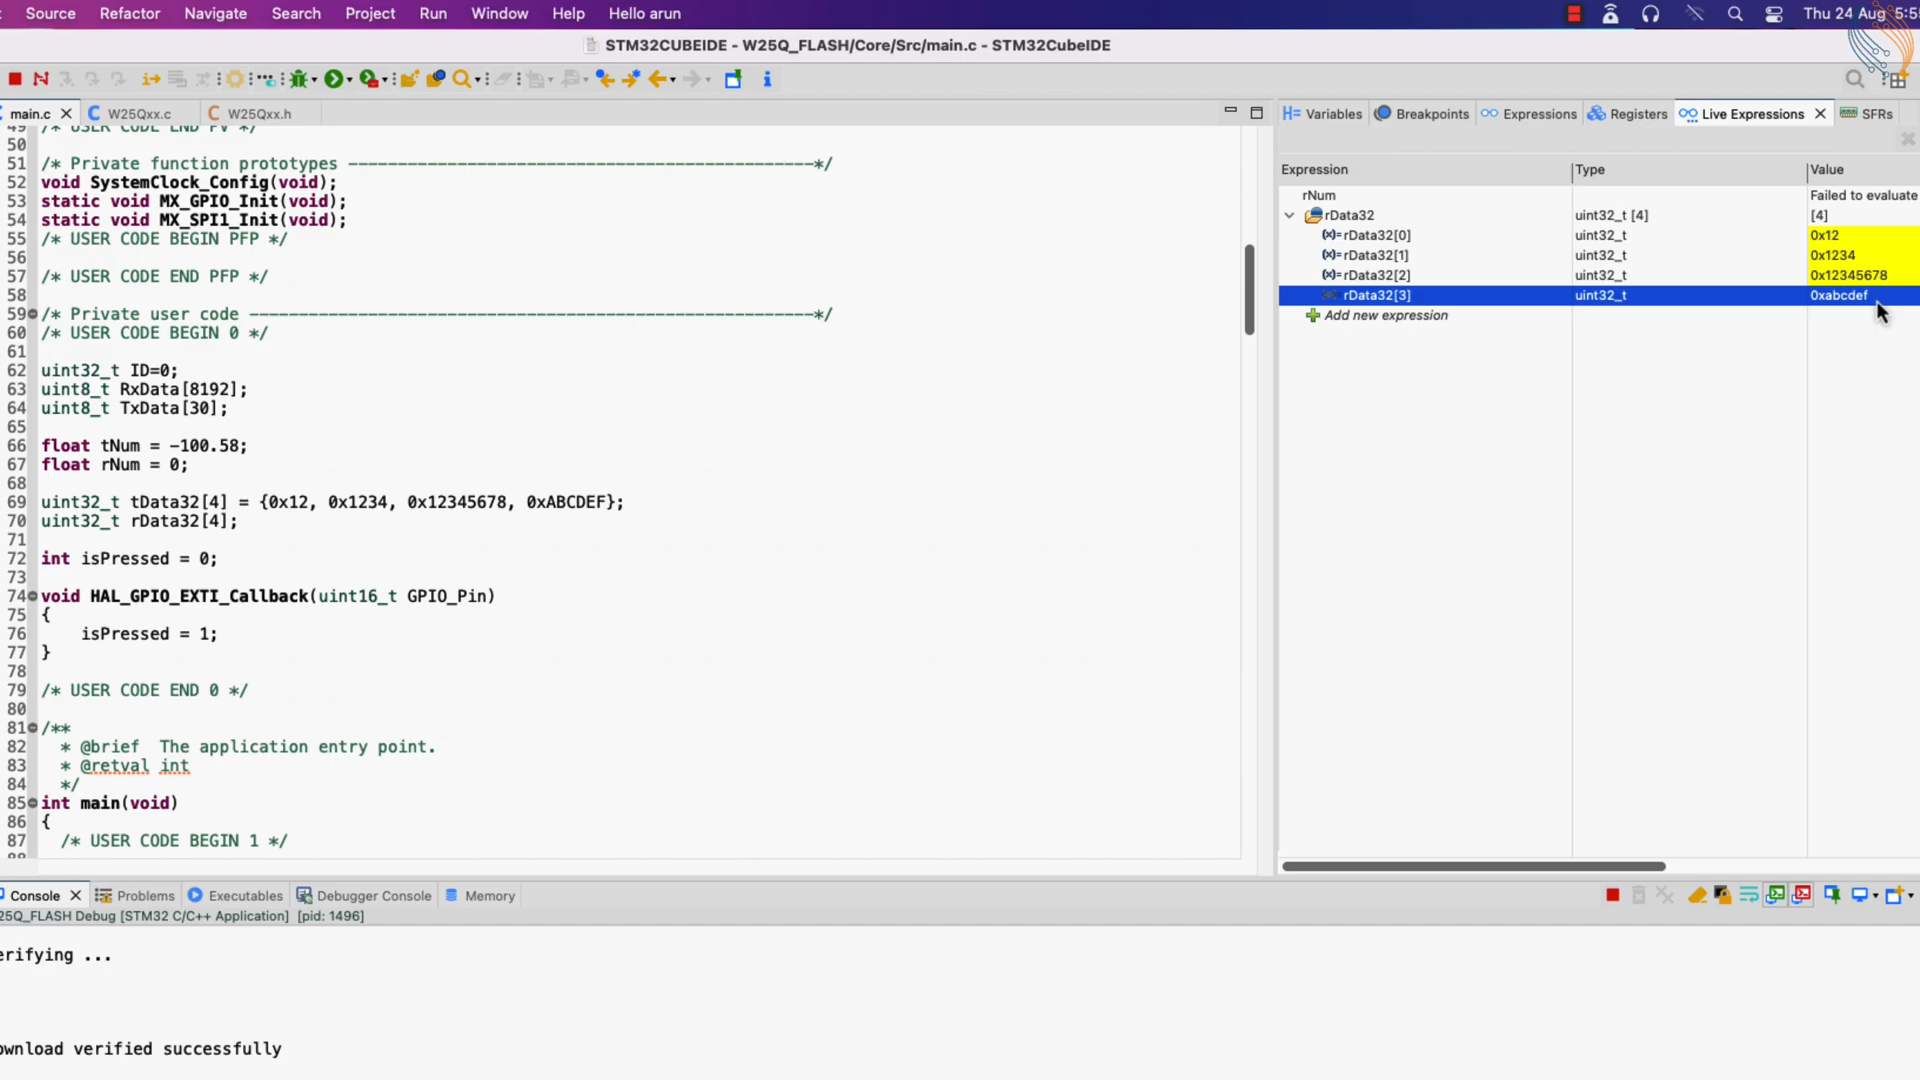 Source Refactor Navigate Search Project Run Window Help Hello arun Thu 24 Aug 5:5
STM32CUBEIDE - W25Q_FLASH/Core/Src/main.c - STM32CubeIDE
main.c W25Qxx.c W25Qxx.h
49 /* USER CODE END PV */
50
51 /* Private function prototypes -----------------------------------------------*/
52 void SystemClock_Config(void);
53 static void MX_GPIO_Init(void);
54 static void MX_SPI1_Init(void);
55 /* USER CODE BEGIN PFP */
56
57 /* USER CODE END PFP */
58
59 /* Private user code ---------------------------------------------------------*/
60 /* USER CODE BEGIN 0 */
61
62 uint32_t ID=0;
63 uint8_t RxData[8192];
64 uint8_t TxData[30];
65
66 float tNum = -100.58;
67 float rNum = 0;
68
69 uint32_t tData32[4] = {0x12, 0x1234, 0x12345678, 0xABCDEF};
70 uint32_t rData32[4];
71
72 int isPressed = 0;
73
74 void HAL_GPIO_EXTI_Callback(uint16_t GPIO_Pin)
75 {
76 isPressed = 1;
77 }
78
79 /* USER CODE END 0 */
80
81 /**
82 * @brief The application entry point.
83 * @retval int
84 */
85 int main(void)
86 {
87 /* USER CODE BEGIN 1 */
88
Variables Breakpoints Expressions Registers Live Expressions SFRs
Expression Type Value
rNum Failed to evaluate
rData32 uint32_t [4] [4]
rData32[0] uint32_t 0x12
rData32[1] uint32_t 0x1234
rData32[2] uint32_t 0x12345678
rData32[3] uint32_t 0xabcdef
Add new expression
Console Problems Executables Debugger Console Memory
25Q_FLASH Debug [STM32 C/C++ Application] [pid: 1496]
erifying ...
ownload verified successfully